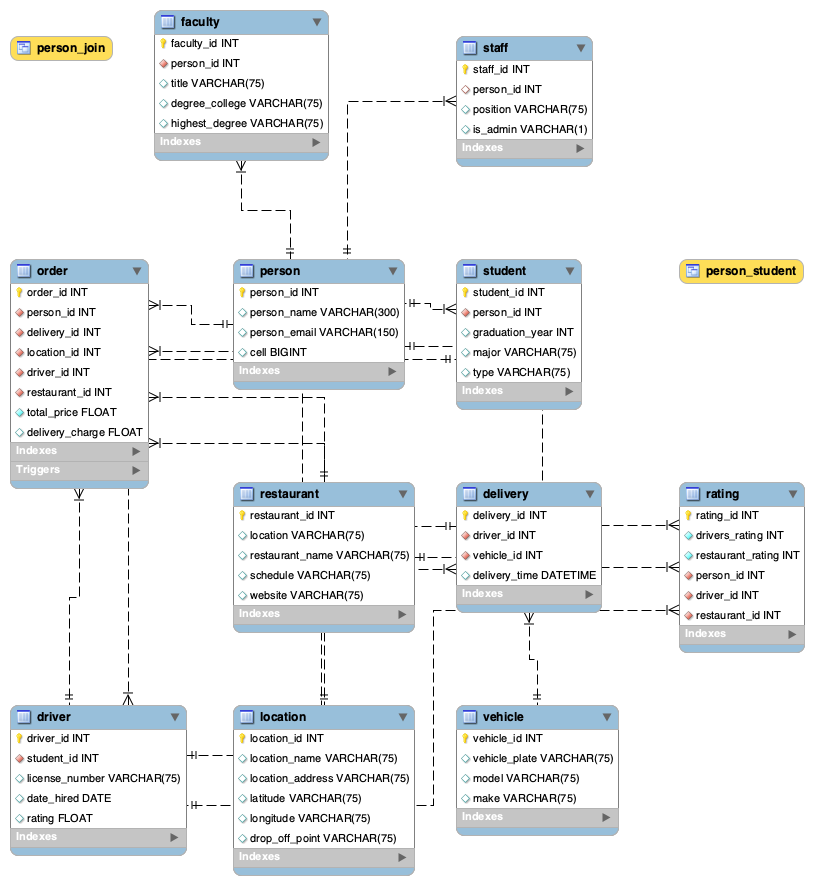 person_join
faculty
faculty_id INT
person_id INT
title VARCHAR(75)
degree_college VARCHAR(75)
highest_degree VARCHAR(75)
Indexes
staff
staff_id INT
person_id INT
position VARCHAR(75)
is_admin VARCHAR(1)
Indexes
order
order_id INT
person_id INT
delivery_id INT
location_id INT
driver_id INT
restaurant_id INT
total_price FLOAT
delivery_charge FLOAT
Indexes
Triggers
person
person_id INT
person_name VARCHAR(300)
person_email VARCHAR(150)
cell BIGINT
Indexes
student
student_id INT
person_id INT
graduation_year INT
major VARCHAR(75)
type VARCHAR(75)
Indexes
person_student
restaurant
restaurant_id INT
location VARCHAR(75)
restaurant_name VARCHAR(75)
schedule VARCHAR(75)
website VARCHAR(75)
Indexes
delivery
delivery_id INT
driver_id INT
vehicle_id INT
delivery_time DATETIME
Indexes
rating
rating_id INT
drivers_rating INT
restaurant_rating INT
person_id INT
driver_id INT
restaurant_id INT
Indexes
driver
driver_id INT
student_id INT
license_number VARCHAR(75)
date_hired DATE
rating FLOAT
Indexes
location
location_id INT
location_name VARCHAR(75)
location_address VARCHAR(75)
latitude VARCHAR(75)
longitude VARCHAR(75)
drop_off_point VARCHAR(75)
Indexes
vehicle
vehicle_id INT
vehicle_plate VARCHAR(75)
model VARCHAR(75)
make VARCHAR(75)
Indexes